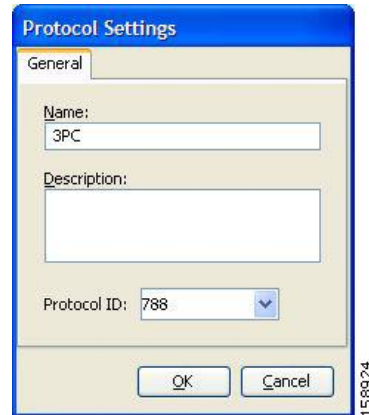 Protocol Settings
General
Name:
3PC
Description:
Protocol ID: 788
OK Cancel
158924